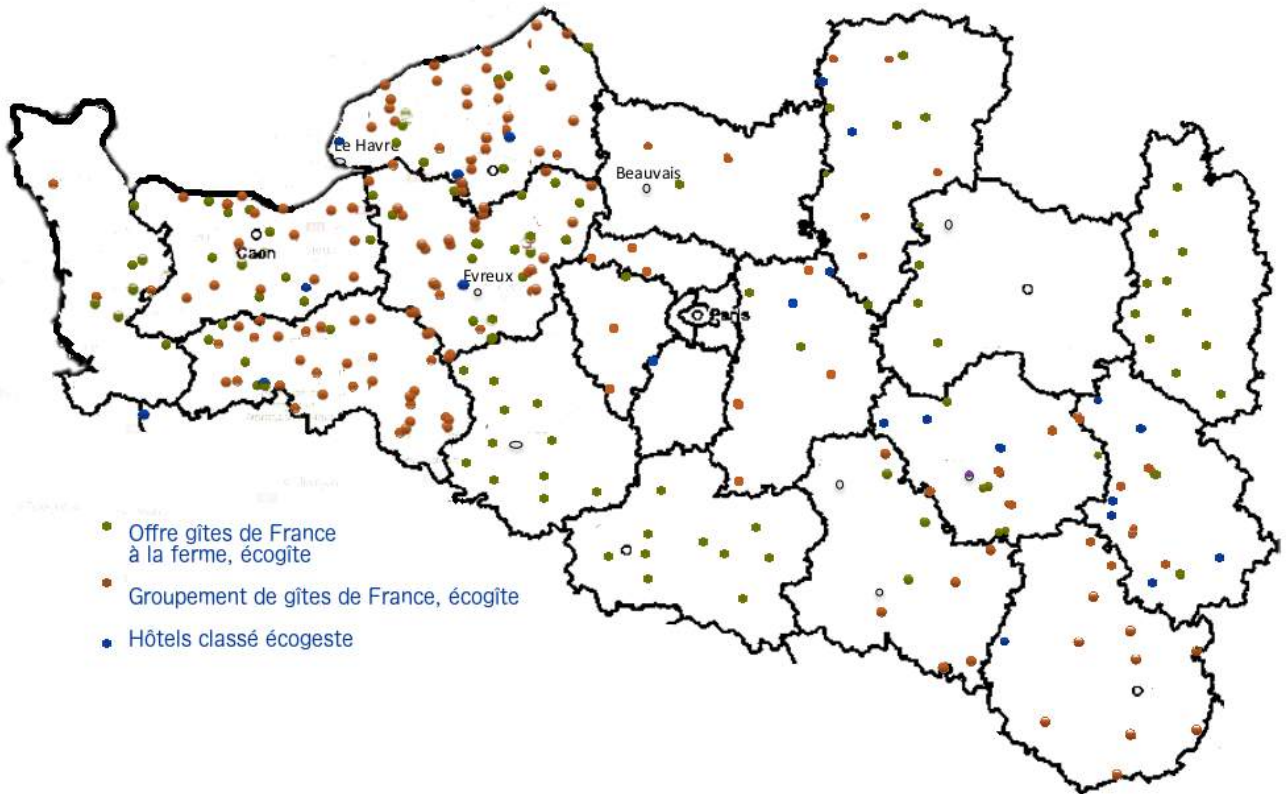 Le Havre
Beauvais
Caen
Evreux
Paris
Offre gîtes de France
à la ferme, écogîte
Groupement de gîtes de France, écogîte
Hôtels classé écogeste